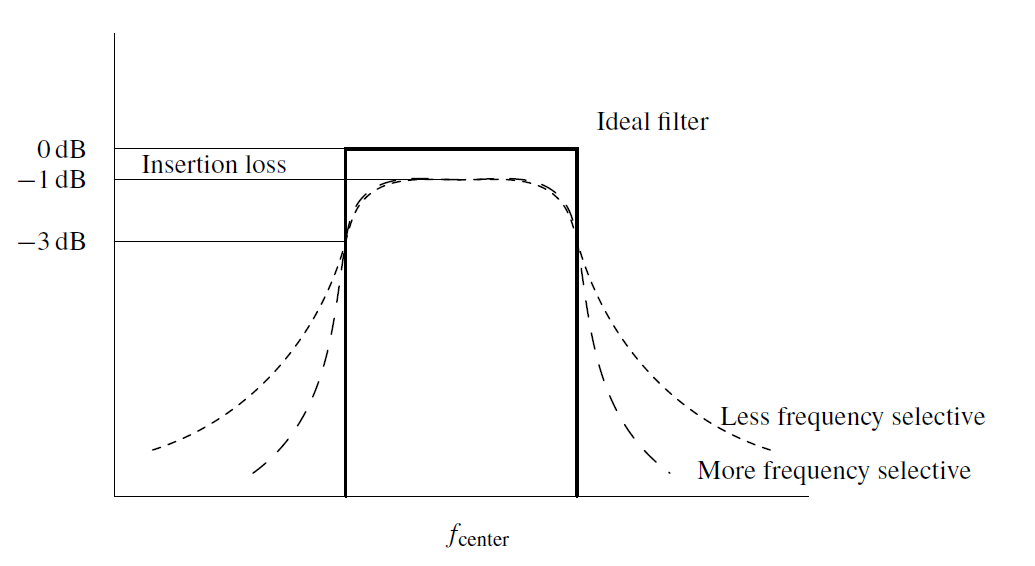 Ideal filter
0 dB
Insertion loss
−1 dB
−3 dB
Less frequency selective
More frequency selective
fcenter